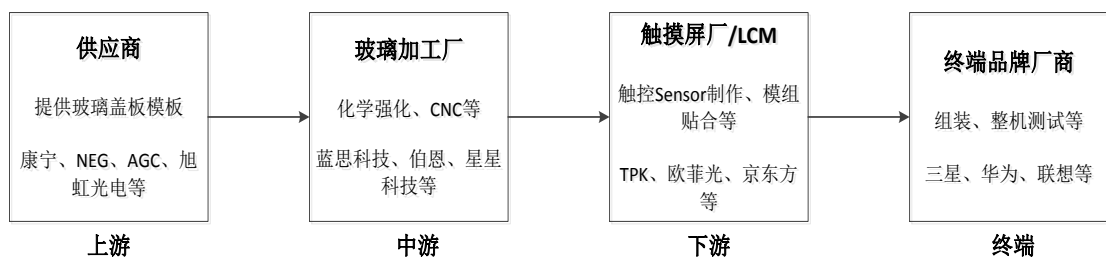 供应商
提供玻璃盖板模板
康宁、NEG、AGC、旭
虹光电等
上游
玻璃加工厂
化学强化、CNC等
蓝思科技、伯恩、星星
科技等
中游
触摸屏厂/LCM
触控Sensor制作、模组
贴合等
TPK、欧菲光、京东方
等
下游
终端品牌厂商
组装、整机测试等
三星、华为、联想等
终端